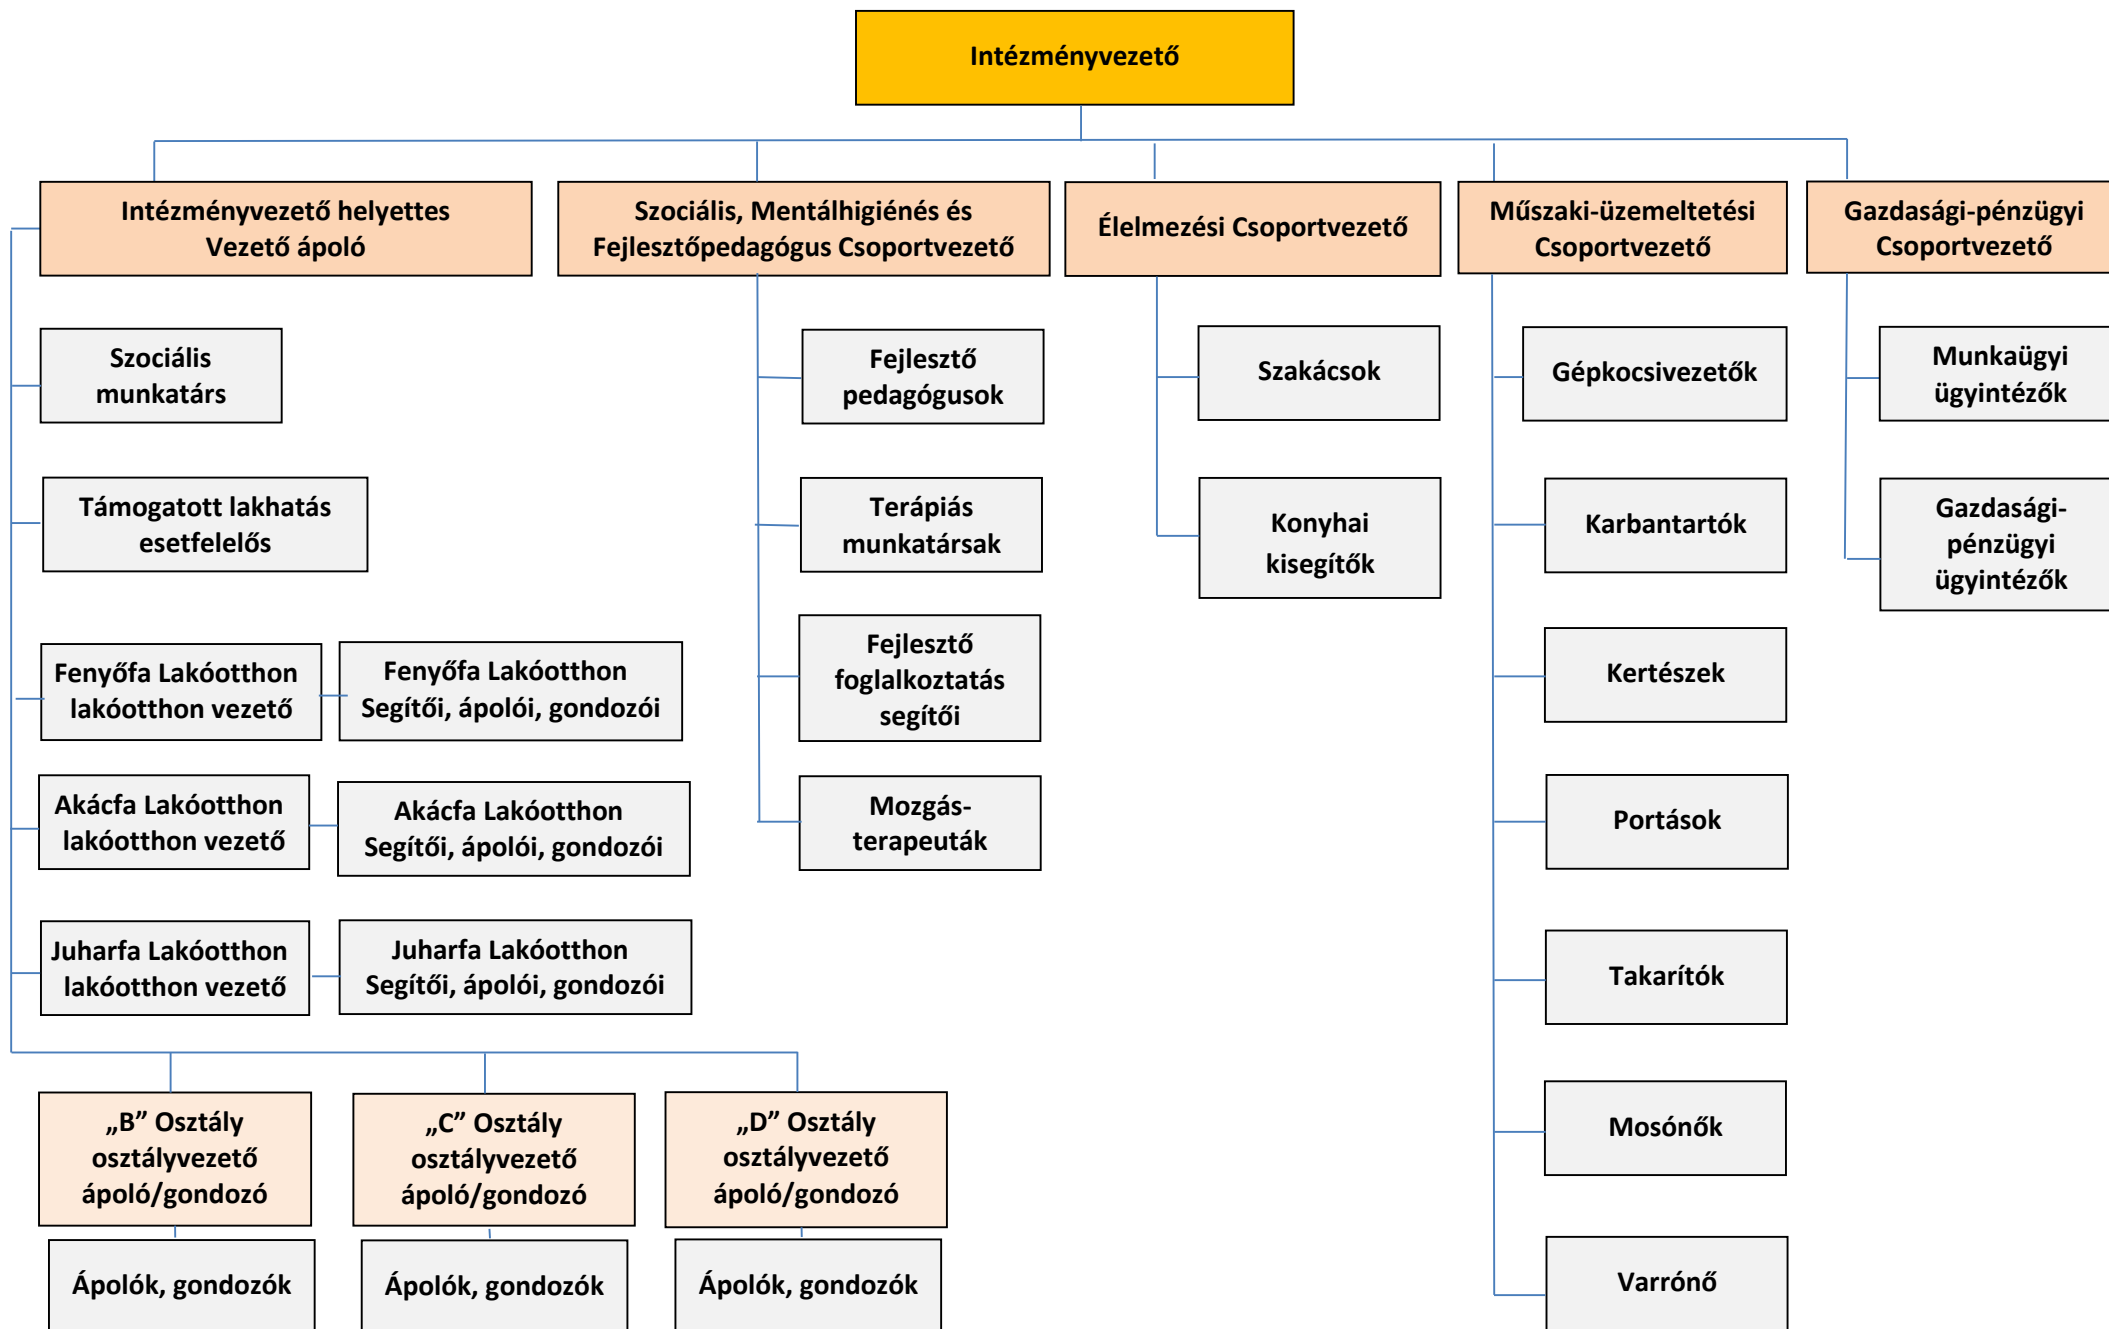 Intézményvezető
Intézményvezető helyettes
Vezető ápoló
Szociális, Mentálhigiénés és
Fejlesztőpedagógus Csoportvezető
Élelmezési Csoportvezető
Műszaki-üzemeltetési
Csoportvezető
Gazdasági-pénzügyi
Csoportvezető
Szociális
munkatárs
Támogatott lakhatás
esetfelelős
Fenyőfa Lakóotthon
lakóotthon vezető
Fenyőfa Lakóotthon
Segítői, ápolói, gondozói
Akácfa Lakóotthon
lakóotthon vezető
Akácfa Lakóotthon
Segítői, ápolói, gondozói
Juharfa Lakóotthon
lakóotthon vezető
Juharfa Lakóotthon
Segítői, ápolói, gondozói
„B” Osztály
osztályvezető
ápoló/gondozó
Ápolók, gondozók
„C” Osztály
osztályvezető
ápoló/gondozó
Ápolók, gondozók
„D” Osztály
osztályvezető
ápoló/gondozó
Ápolók, gondozók
Fejlesztő
pedagógusok
Terápiás
munkatársak
Fejlesztő
foglalkoztatás
segítői
Mozgás-
terapeuták
Szakácsok
Konyhai
kisegítők
Gépkocsivezetők
Karbantartók
Kertészek
Portások
Takarítók
Mosónők
Varrónő
Munkaügyi
ügyintézők
Gazdasági-
pénzügyi
ügyintézők